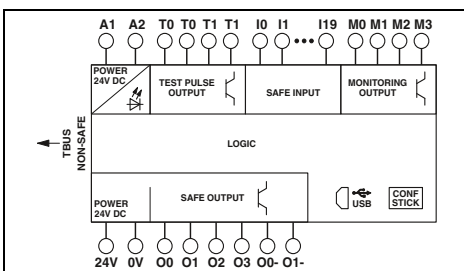 A1 A2 T0 T0 T1 T1 I0 I1 ••• I19 M0 M1 M2 M3
POWER
24V DC
TEST PULSE
OUTPUT
SAFE INPUT
MONITORING
OUTPUT
TBUS
NON-SAFE
LOGIC
POWER
24V DC
SAFE OUTPUT
USB
CONF
STICK
24V 0V O0 O1 O2 O3 O0- O1-